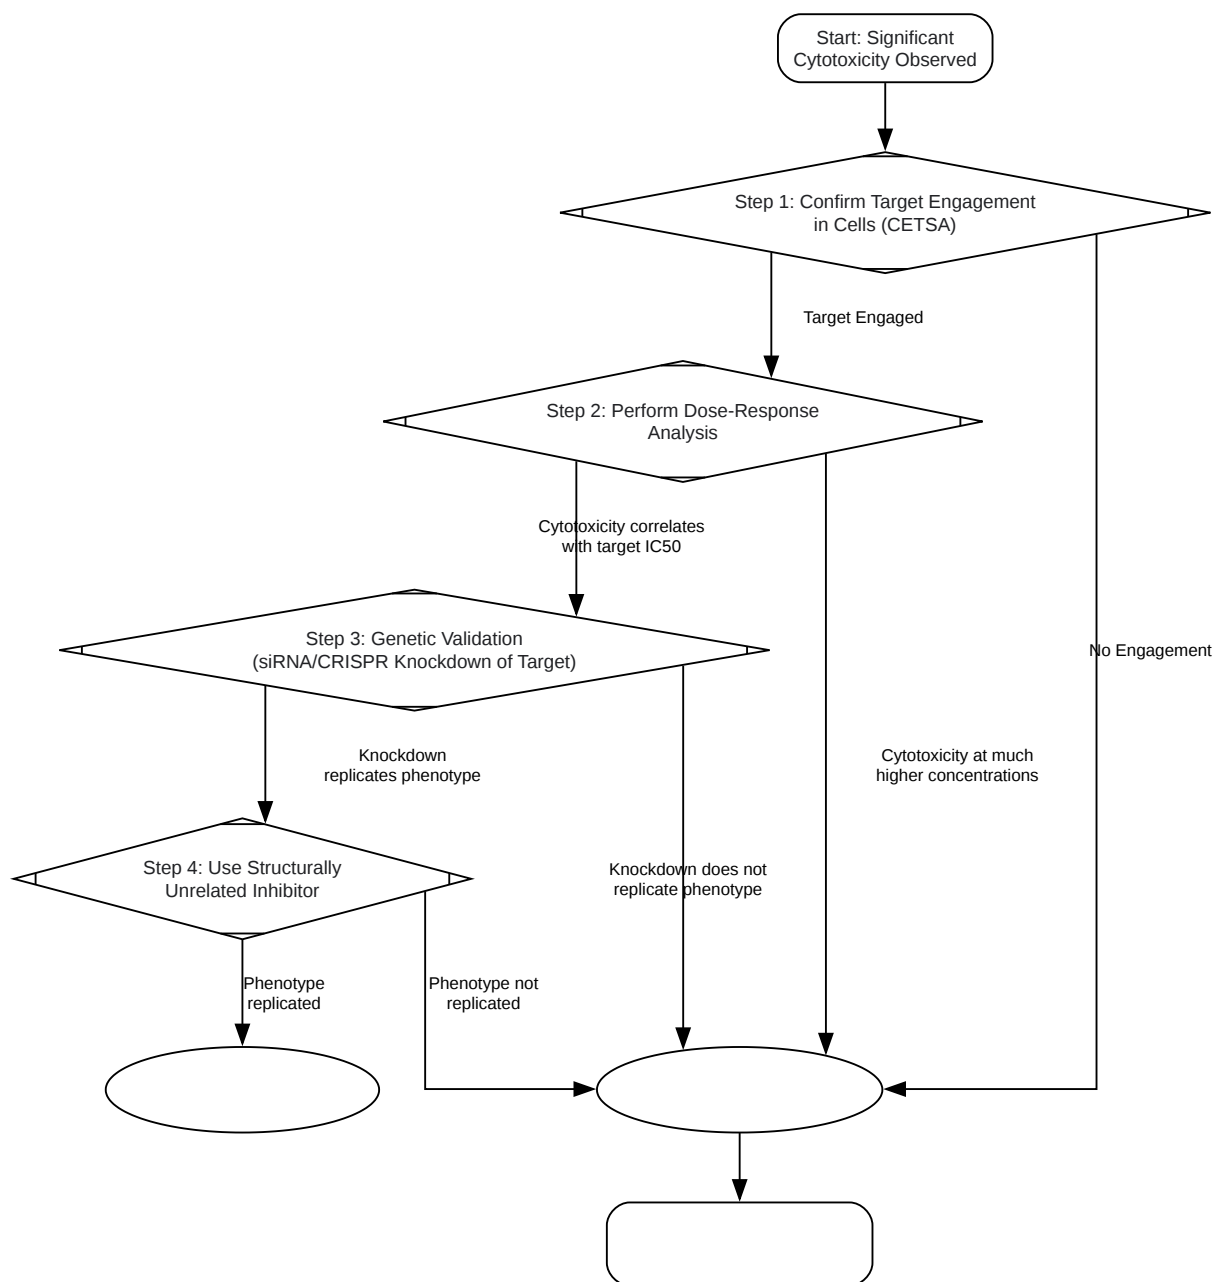 Start: Significant
Cytotoxicity Observed
Step 1: Confirm Target Engagement
in Cells (CETSA)
Target Engaged
Step 2: Perform Dose-Response
Analysis
Cytotoxicity correlates
with target IC50
Step 3: Genetic Validation
(siRNA/CRISPR Knockdown of Target)
No Engagement
Knockdown
replicates phenotype
Cytotoxicity at much
higher concentrations
Step 4: Use Structurally
Unrelated Inhibitor
Knockdown does not
replicate phenotype
Phenotype
replicated
Phenotype not
replicated